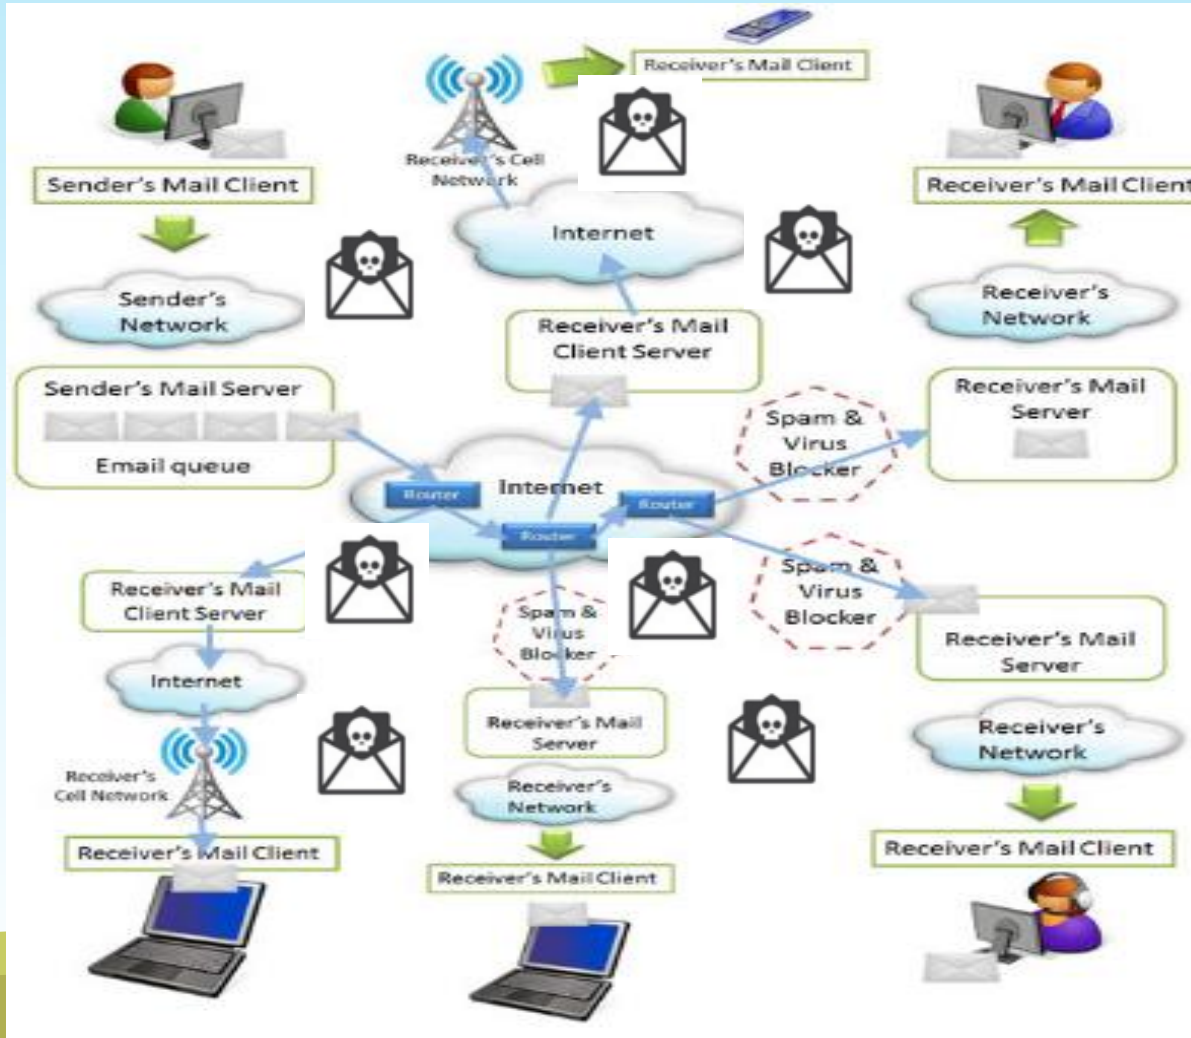 Receiver's Mail Client
Receiver's Cell
Network
Sender's Mail Client
Receiver's Mail Client
Internet
Sender's
Network
Receiver's
Network
Receiver's Mail
Client Server
Sender's Mail Server
Email queue
Receiver's Mail
Server
Spam &
Virus
Blocker
Internet
Router
Router
Router
Receiver's Mail
Client Server
Spam &
Virus
Blocker
Spam &
Virus
Blocker
Receiver's Mail
Server
Internet
Receiver's Mail
Server
Receiver's
Network
Receiver's
Cell Network
Receiver's
Network
Receiver's Mail Client
Receiver's Mail Client
Receiver's Mail Client